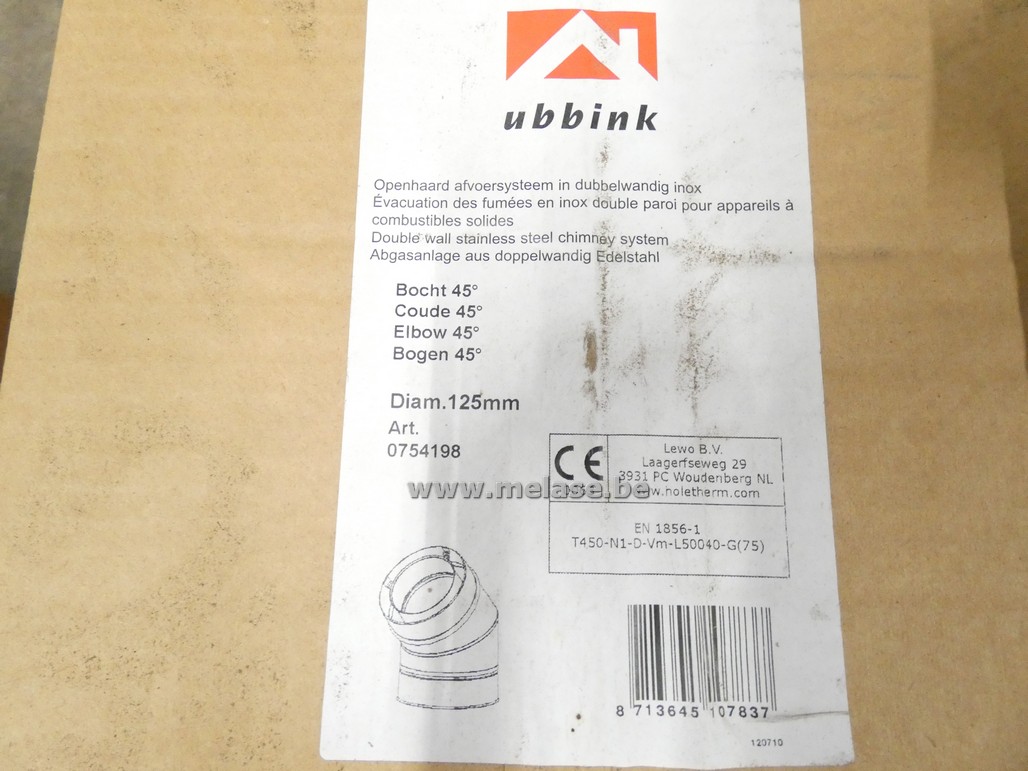 ubbink
Openhaard afvoersysteem in dubbelwandig inox
Évacuation des fumées en inox double paroi pour appareils à
combustibles solides
Double wall stainless steel chimney system
Abgasanlage aus doppelwandig Edelstahl
Bocht 45°
Coude 45°
Elbow 45°
Bogen 45°
Diam.125mm
Art.
0754198
CE
Lewo B.V.
Laagerfseweg 29
3931 PC Woudenberg NL
www.holetherm.com
www.melase.be
EN 1856-1
T450-N1-D-Vm-L50040-G(75)
8 713645 107837
120710